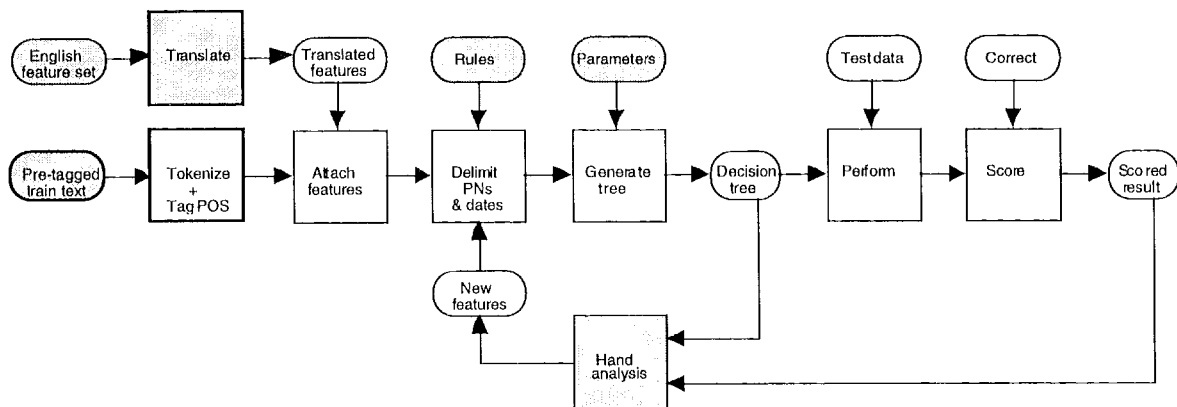 English
feature set
Translate
Translated
features
Rules
Parameters
Test data
Correct
Pre-tagged
train text
Tokenize
+
Tag POS
Attach
features
Delimit
PNs
& dates
Generate
tree
Decision
tree
Perform
Score
Scored
result
New
features
Hand
analysis